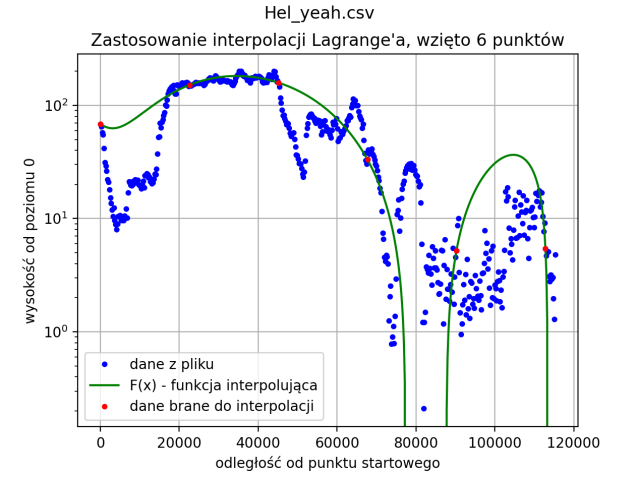 Hel_yeah.csv
Zastosowanie interpolacji Lagrange'a, wzięto 6 punktów
wysokość od poziomu 0
10²
10¹
10⁰
dane z pliku
F(x) - funkcja interpolująca
dane brane do interpolacji
0 20000 40000 60000 80000 100000 120000
odległość od punktu startowego